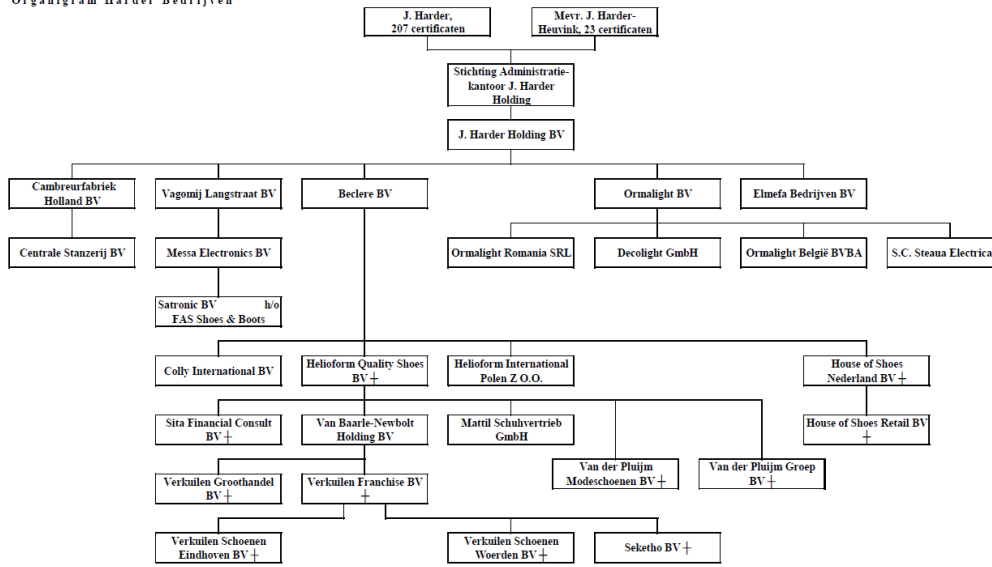 Organigram Harder Bedrijven
J. Harder,
207 certificaten
Mevr. J. Harder-
Heuvink, 23 certificaten
Stichting Administratie-
kantoor J. Harder
Holding
J. Harder Holding BV
Cambreurfabriek
Holland BV
Vagomij Langstraat BV
Beclere BV
Ormalight BV
Elmefa Bedrijven BV
Centrale Stanzerij BV
Messa Electronics BV
Ormalight Romania SRL
Decolight GmbH
Ormalight België BVBA
S.C. Steaua Electrica
Satronic BV h/o
FAS Shoes & Boots
Colly International BV
Helioform Quality Shoes
BV ┼
Helioform International
Polen Z O.O.
House of Shoes
Nederland BV ┼
Sita Financial Consult
BV ┼
Van Baarle-Newbolt
Holding BV
Mattil Schuhvertrieb
GmbH
House of Shoes Retail BV
┼
Van der Pluijm
Modeschoenen BV ┼
Van der Pluijm Groep
BV ┼
Verkuilen Groothandel
BV ┼
Verkuilen Franchise BV
┼
Verkuilen Schoenen
Eindhoven BV ┼
Verkuilen Schoenen
Woerden BV ┼
Seketho BV ┼